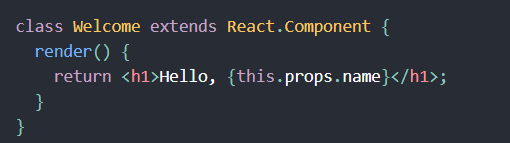 class Welcome extends React.Component {
  render() {
    return <h1>Hello, {this.props.name}</h1>;
  }
}